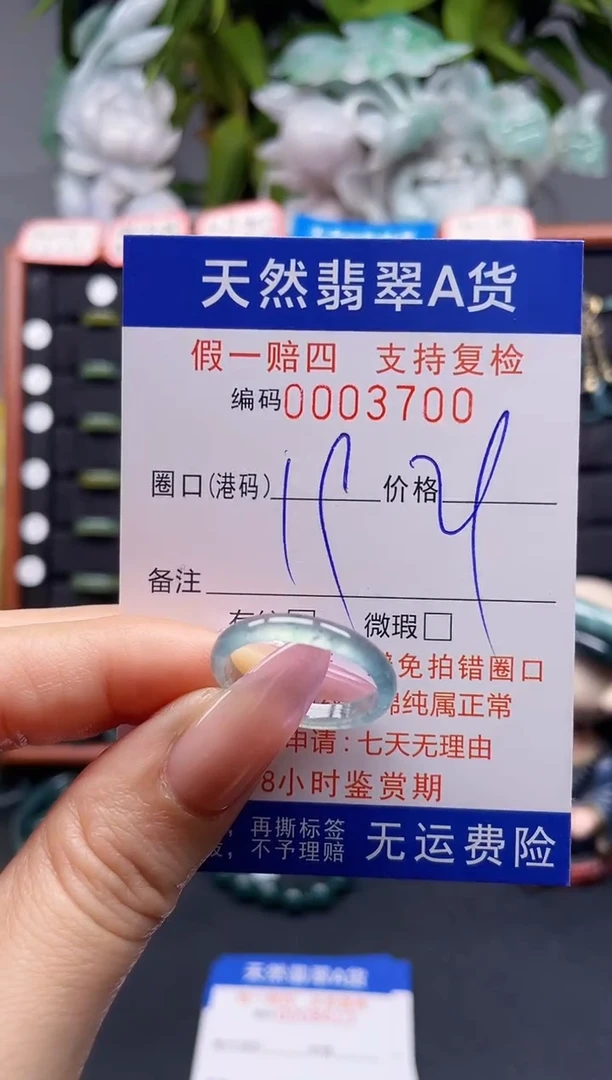 天然翡翠A货
假一赔四 支持复检
编码0003700
圈口(港码) 价格
备注
微瑕□
免拍错圈口
棉纯属正常
申请：七天无理由
8小时鉴赏期
，再撕标签
，不予理赔
无运费险
天然翡翠A货